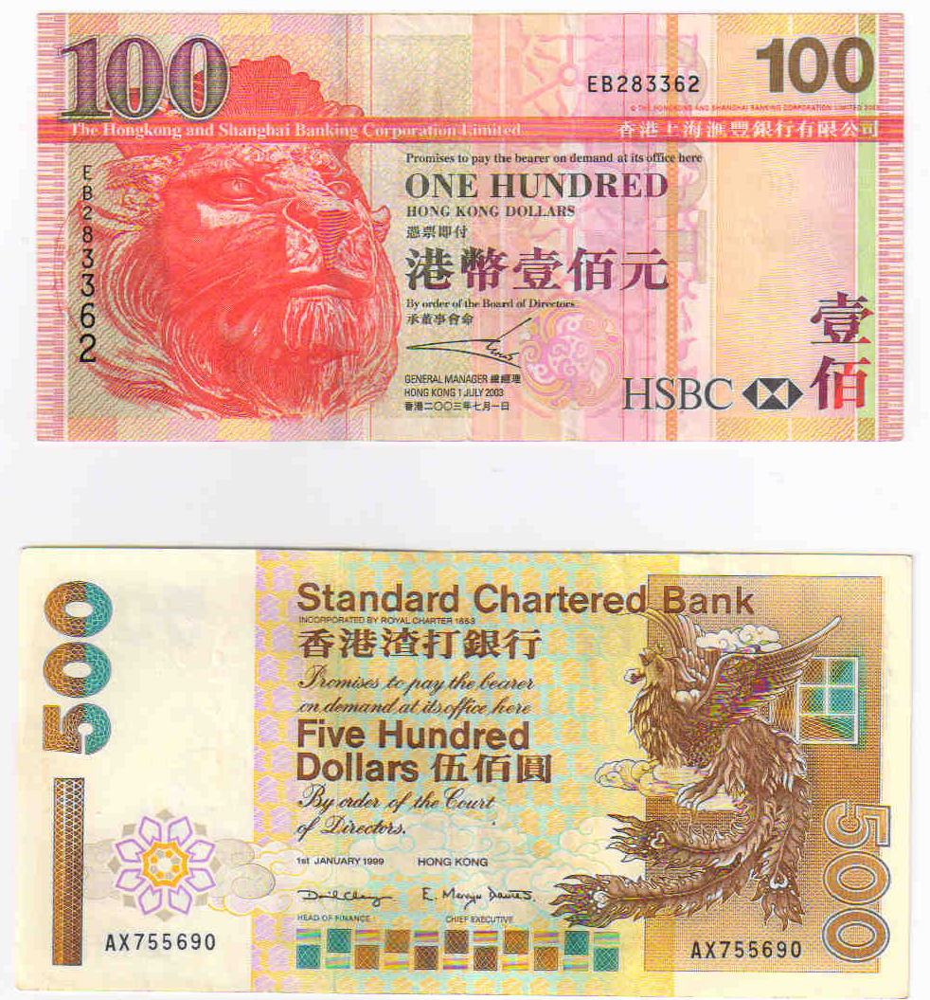 100
EB283362
100
© THE HONGKONG AND SHANGHAI BANKING CORPORATION LIMITED 2003
The Hongkong and Shanghai Banking Corporation Limited
香港上海滙豐銀行有限公司
Promises to pay the bearer on demand at its office here
ONE HUNDRED
HONG KONG DOLLARS
憑票即付
港幣壹佰元
By order of the Board of Directors
承董事會命
GENERAL MANAGER 總經理
HONG KONG 1 JULY 2003
香港二〇〇三年七月一日
EB283362
HSBC
壹佰
500
Standard Chartered Bank
INCORPORATED BY ROYAL CHARTER 1853
香港渣打銀行
Promises to pay the bearer
on demand at its office here
Five Hundred
Dollars 伍佰圓
By order of the Court
of Directors.
1st JANUARY 1999 HONG KONG
E. Mervyn Davies.
HEAD OF FINANCE CHIEF EXECUTIVE
AX755690
AX755690
500